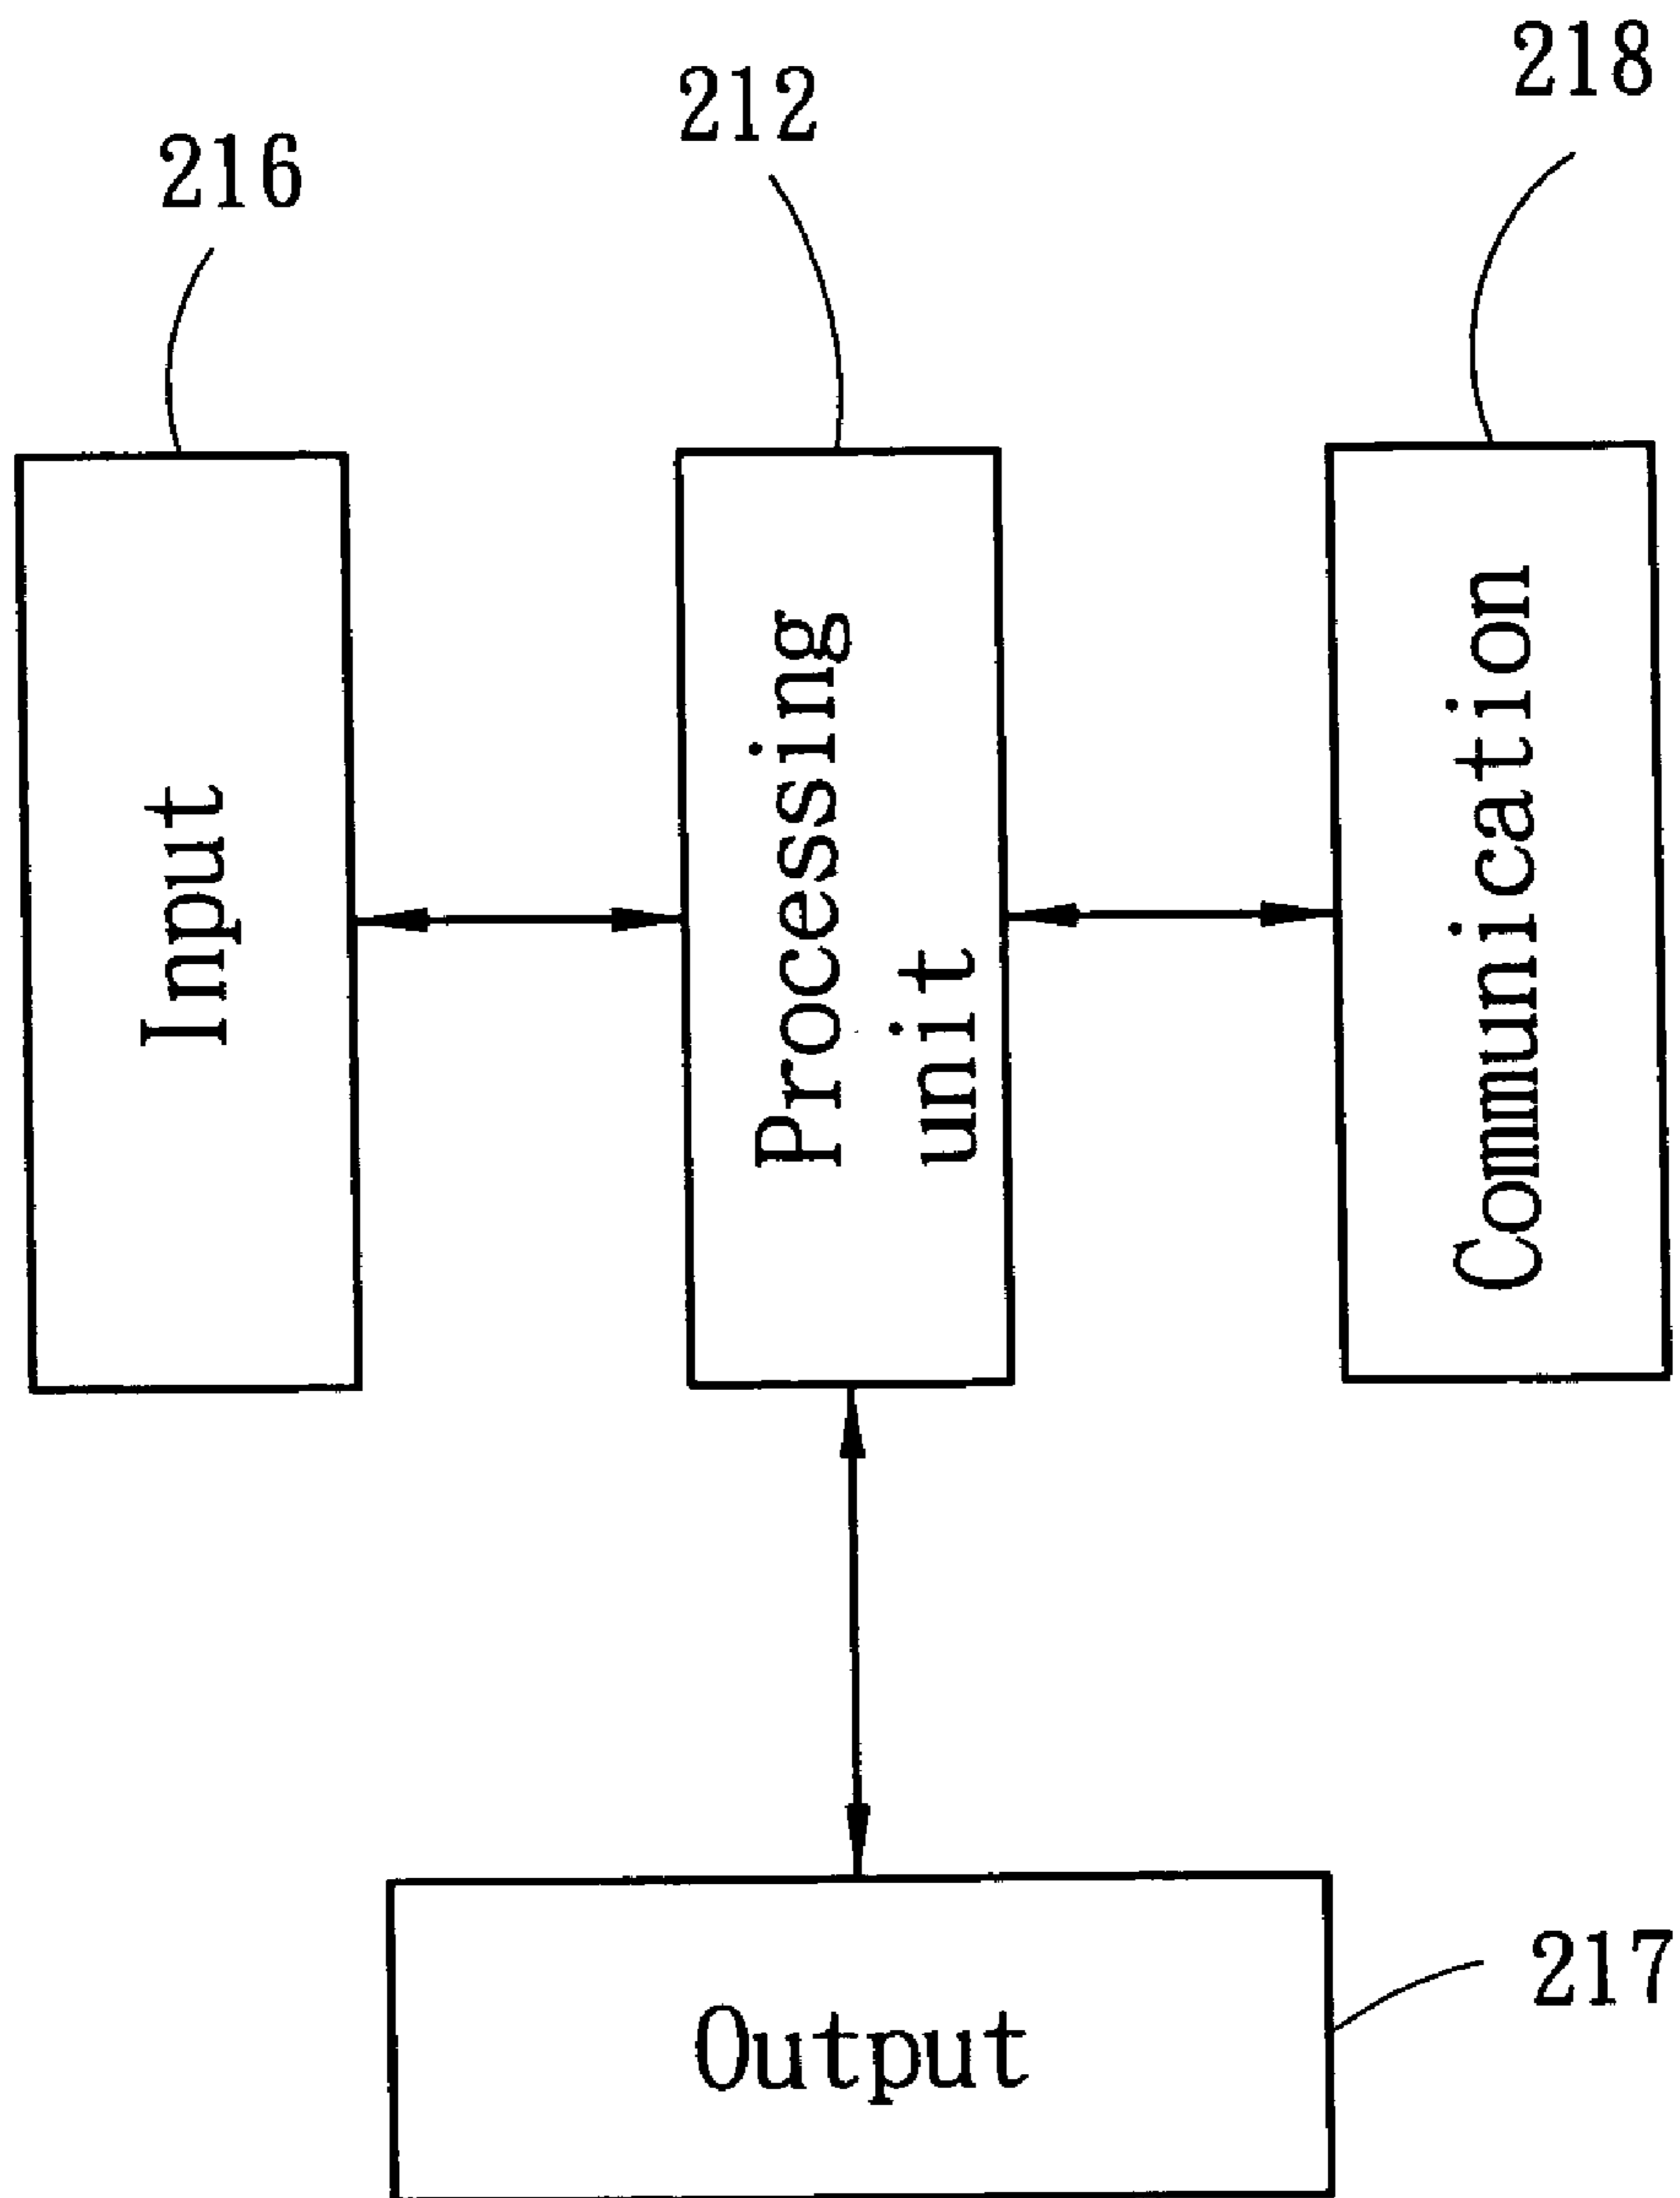 216
212
218
Input
Processing
unit
Communication
Output
217